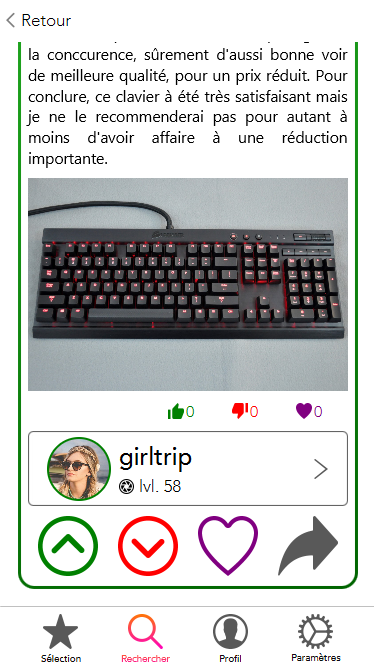 Retour
la conccurence, sûrement d'aussi bonne voir
de meilleure qualité, pour un prix réduit. Pour
conclure, ce clavier à été très satisfaisant mais
je ne le recommenderai pas pour autant à
moins d'avoir affaire à une réduction
importante.
0 0 0
girltrip
lvl. 58
Sélection Rechercher Profil Paramètres